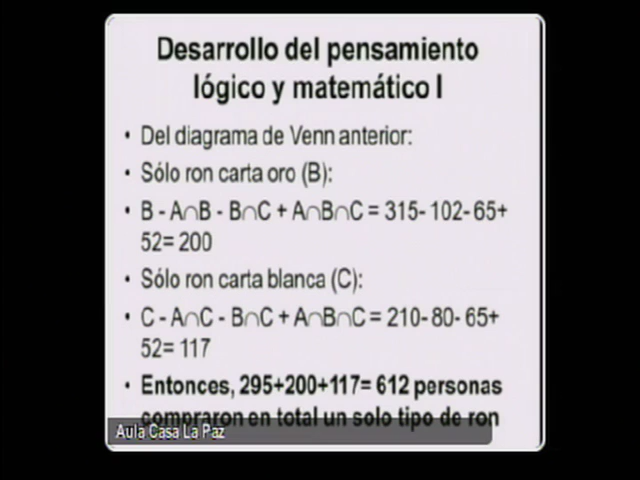 Desarrollo del pensamiento
lógico y matemático I
• Del diagrama de Venn anterior:
• Sólo ron carta oro (B):
• B - A∩B - B∩C + A∩B∩C = 315- 102- 65+
52= 200
• Sólo ron carta blanca (C):
• C - A∩C - B∩C + A∩B∩C = 210- 80- 65+
52= 117
• Entonces, 295+200+117= 612 personas
compraron en total un solo tipo de ron
Aula Casa La Paz